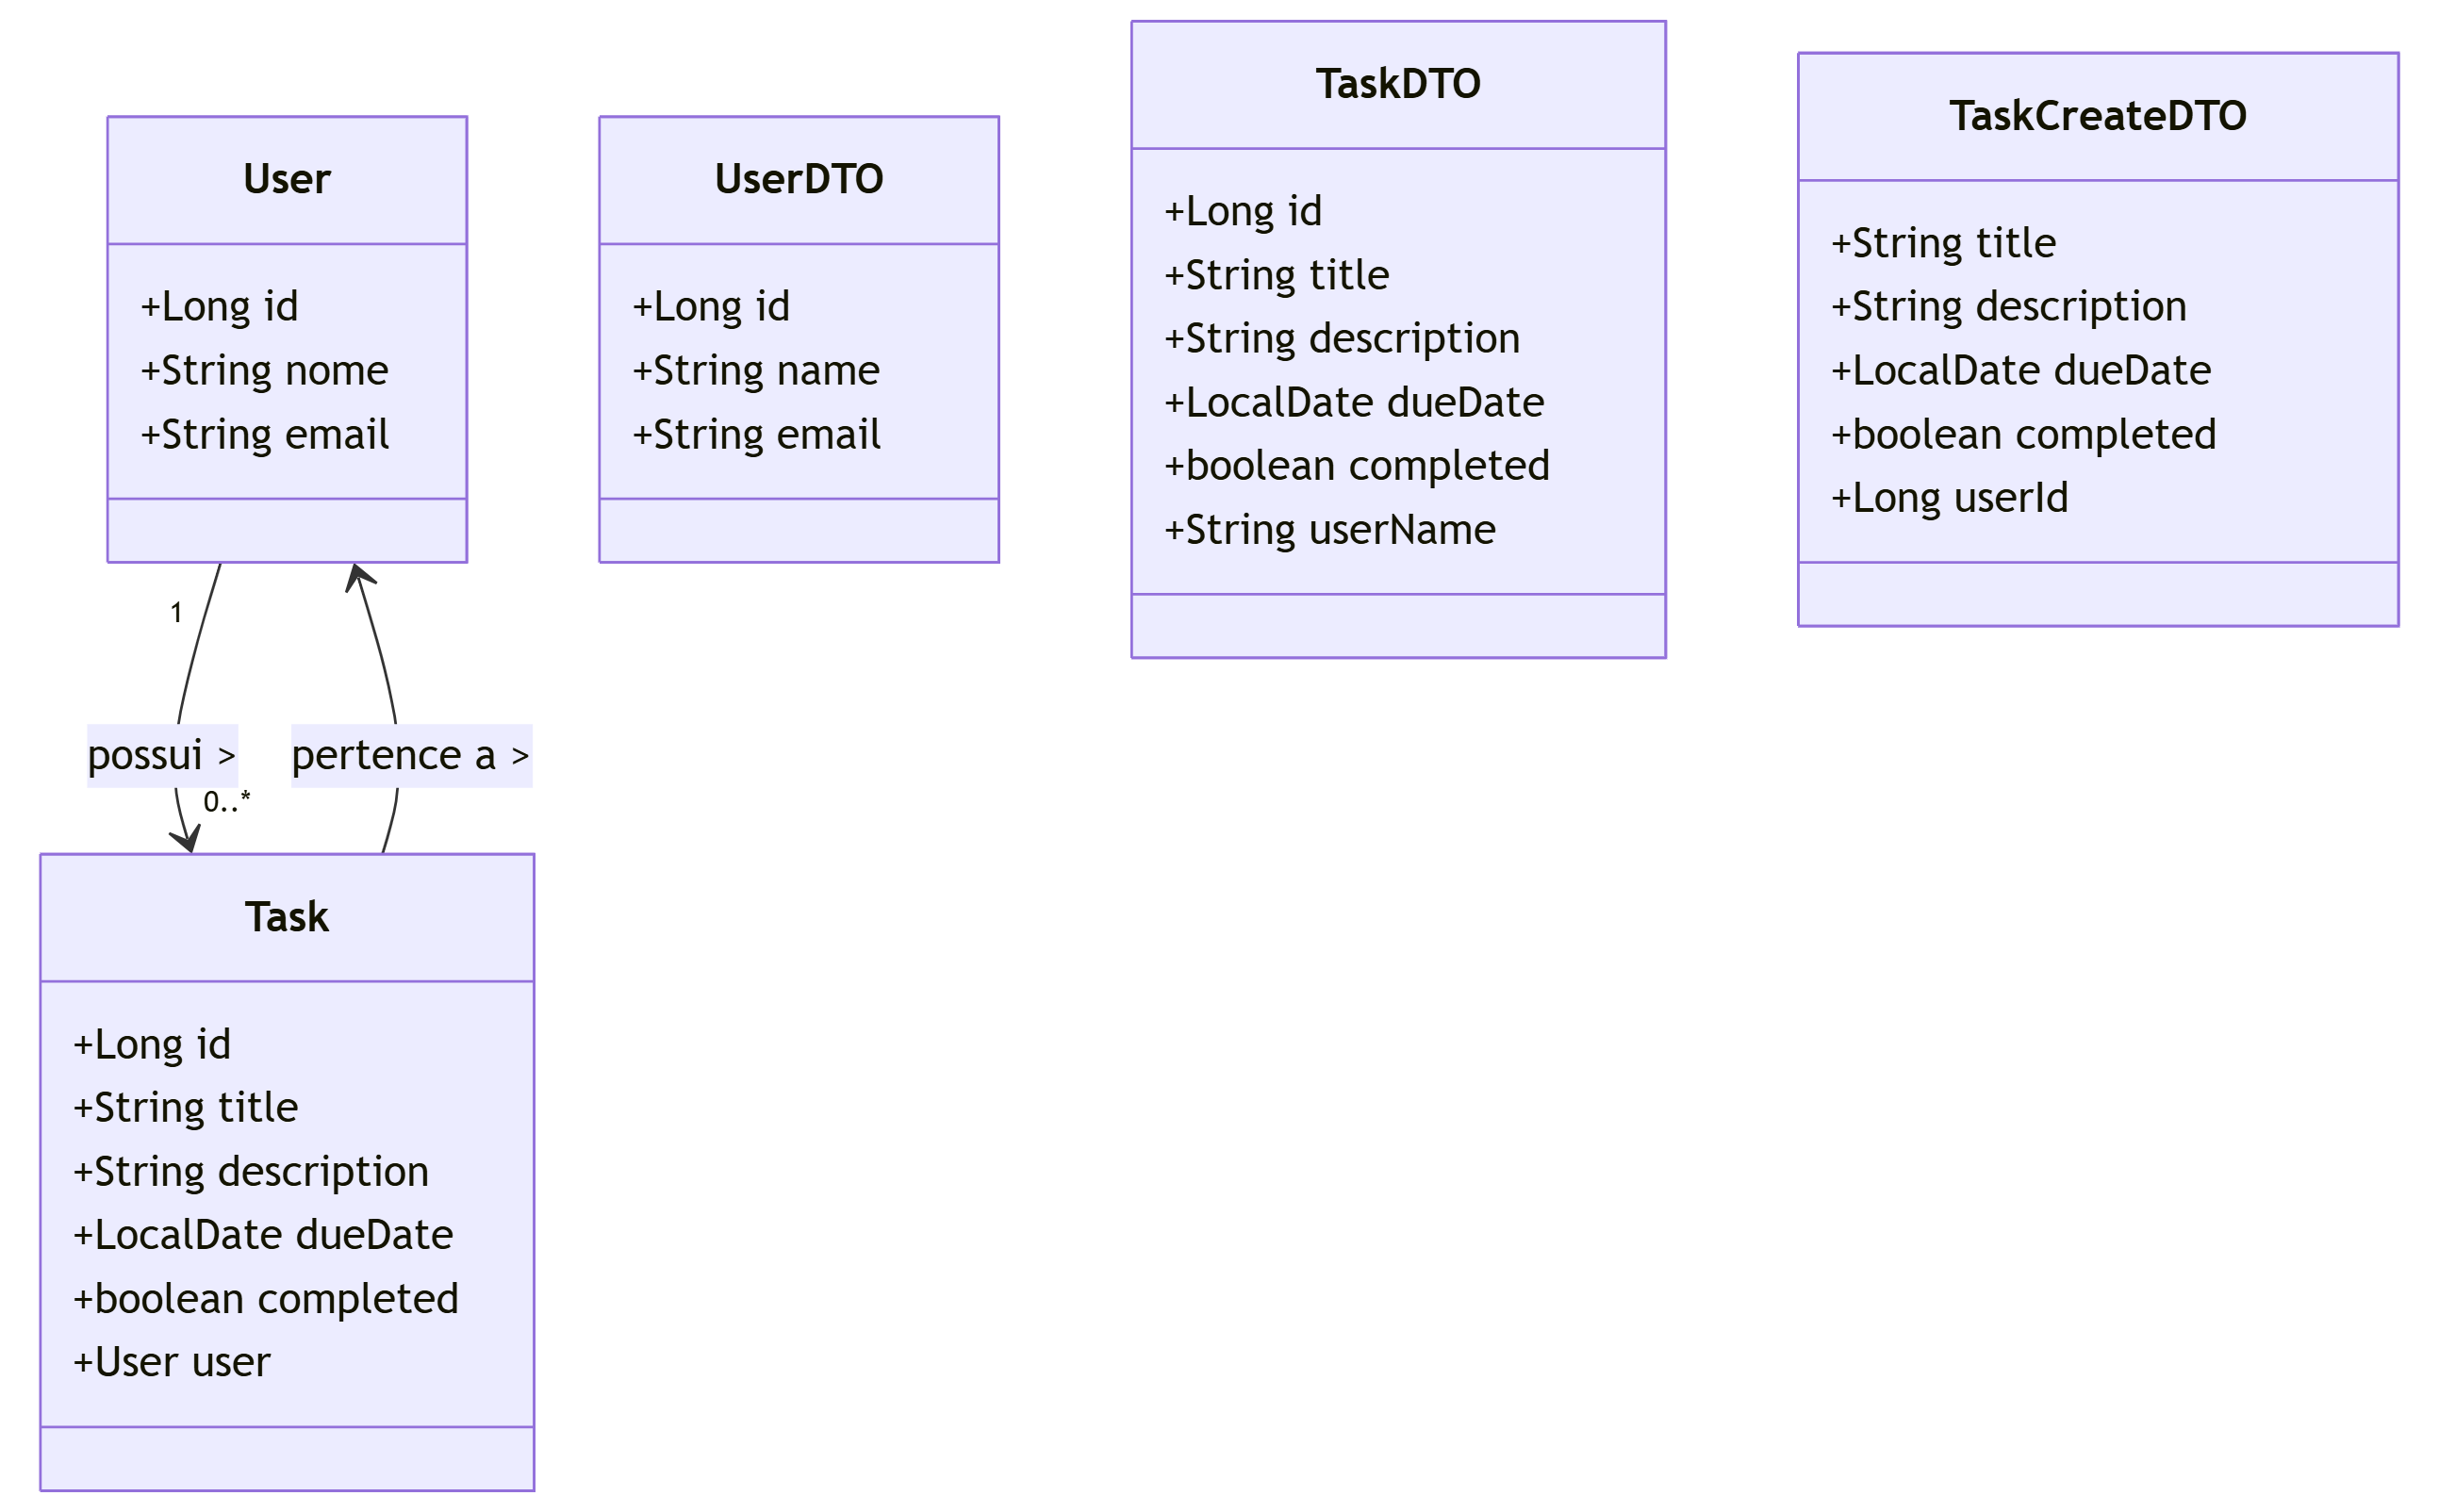 User
+Long id
+String nome
+String email
UserDTO
+Long id
+String name
+String email
TaskDTO
+Long id
+String title
+String description
+LocalDate dueDate
+boolean completed
+String userName
TaskCreateDTO
+String title
+String description
+LocalDate dueDate
+boolean completed
+Long userId
1
possui >
0..*
pertence a >
Task
+Long id
+String title
+String description
+LocalDate dueDate
+boolean completed
+User user